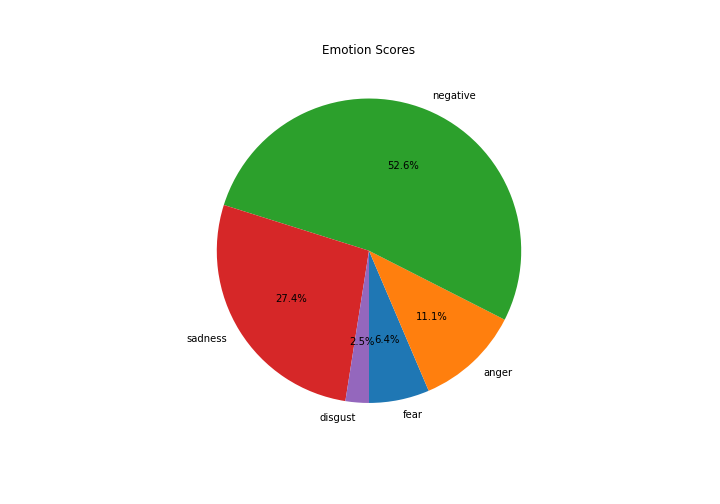 Emotion Scores
negative
52.6%
27.4%
11.1%
2.5%
6.4%
sadness
anger
disgust
fear